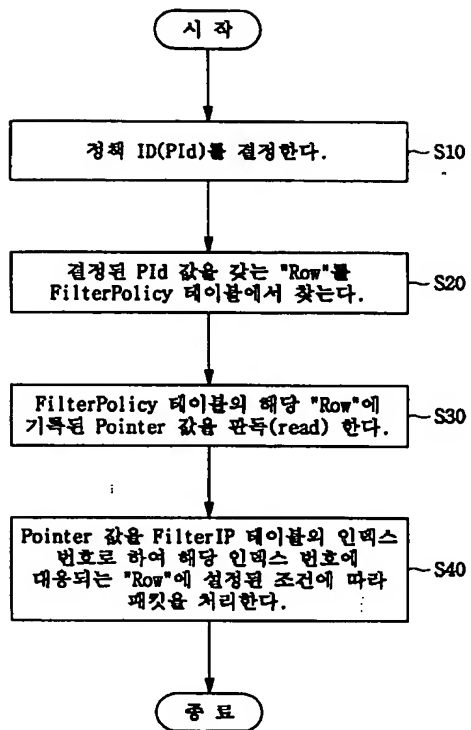 시 작
정책 ID(PId)를 결정한다.
S10
결정된 PId 값을 갖는 "Row"를
FilterPolicy 테이블에서 찾는다.
S20
FilterPolicy 테이블의 해당 "Row"에
기록된 Pointer 값을 판독(read) 한다.
S30
Pointer 값을 FilterIP 테이블의 인덱스
번호로 하여 해당 인덱스 번호에
대응되는 "Row"에 설정된 조건에 따라
패킷을 처리한다.
S40
종 료